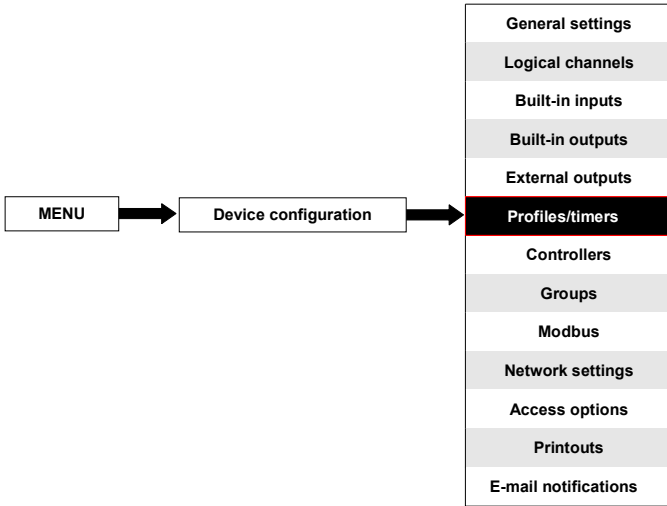 General settings
Logical channels
Built-in inputs
Built-in outputs
External outputs
MENU
Device configuration
Profiles/timers
Controllers
Groups
Modbus
Network settings
Access options
Printouts
E-mail notifications